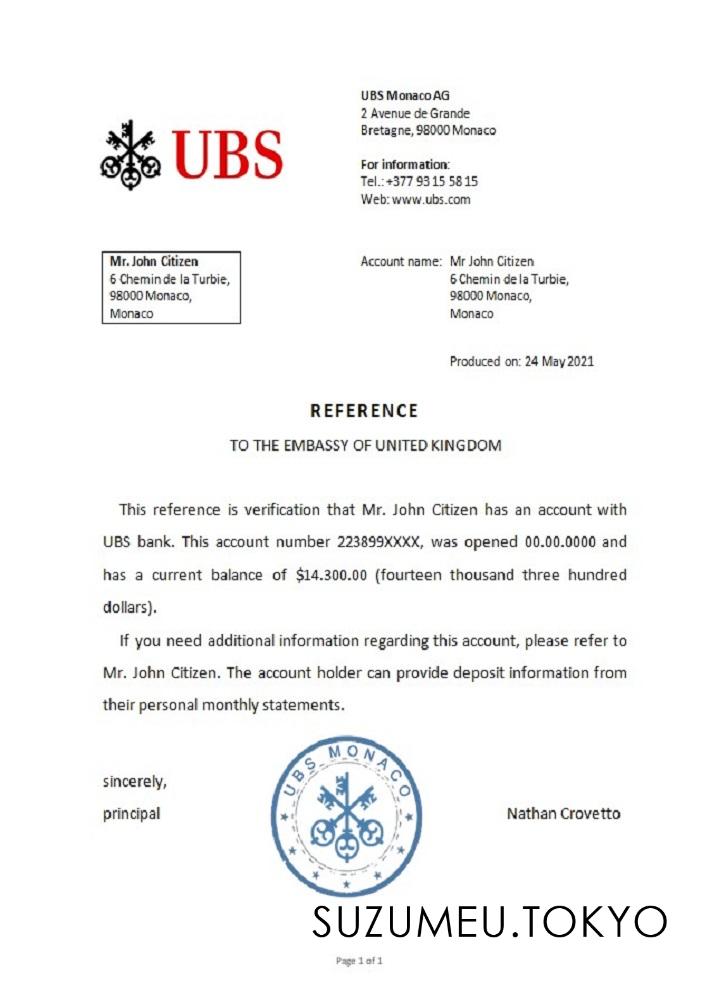 UBS Monaco AG
2 Avenue de Grande
Bretagne, 98000 Monaco
UBS
For information:
Tel.: +377 93 15 58 15
Web: www.ubs.com
Mr. John Citizen
6 Chemin de la Turbie,
98000 Monaco,
Monaco
Account name: Mr John Citizen
6 Chemin de la Turbie,
98000 Monaco,
Monaco
Produced on: 24 May 2021
REFERENCE
TO THE EMBASSY OF UNITED KINGDOM
This reference is verification that Mr. John Citizen has an account with
UBS bank. This account number 223899XXXX, was opened 00.00.0000 and
has a current balance of $14.300.00 (fourteen thousand three hundred
dollars).
If you need additional information regarding this account, please refer to
Mr. John Citizen. The account holder can provide deposit information from
their personal monthly statements.
UBS MONACO
sincerely,
principal
Nathan Crovetto
SUZUMEU.TOKYO
Page 1 of 1